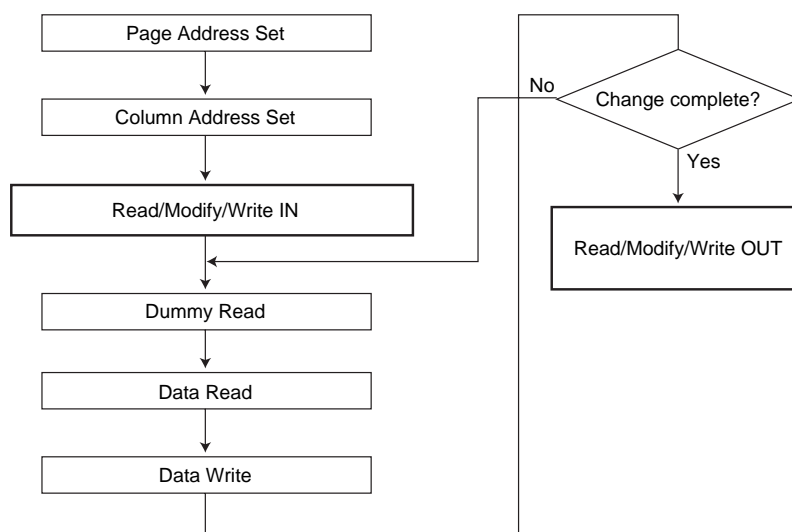 Page Address Set
Column Address Set
Read/Modify/Write IN
Dummy Read
Data Read
Data Write
Change complete?
No
Yes
Read/Modify/Write OUT